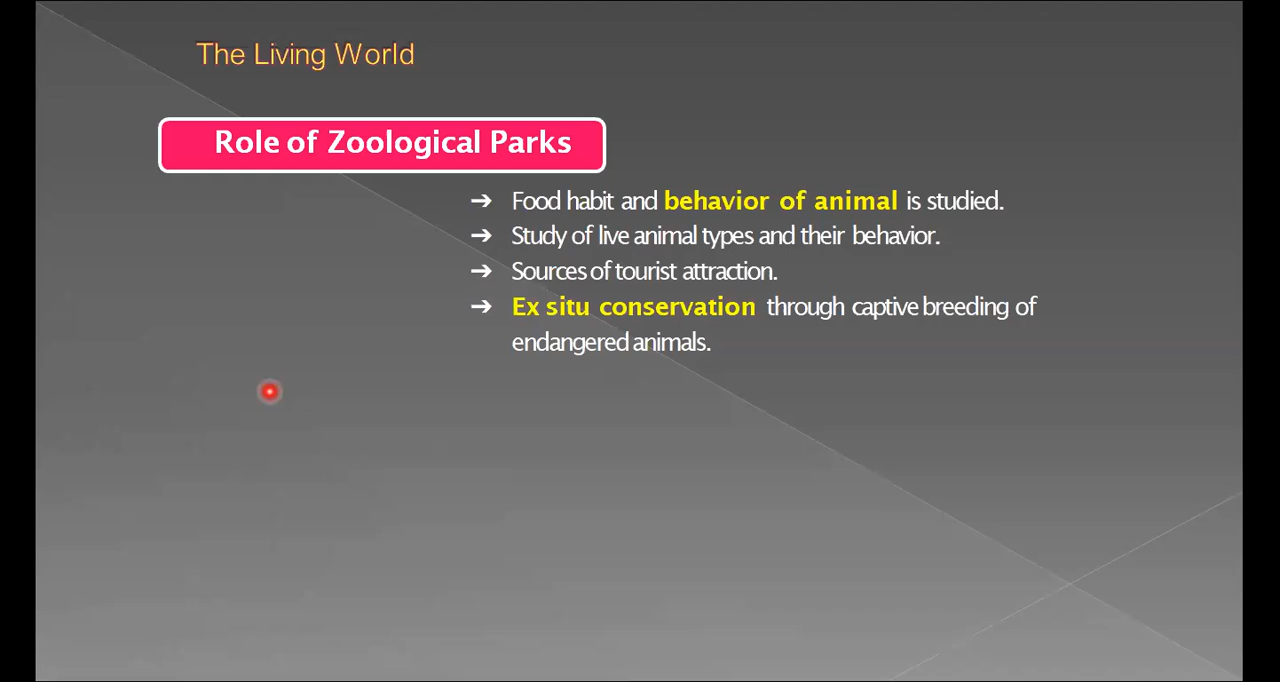 The Living World
Role of Zoological Parks
➔ Food habit and behavior of animal is studied.
➔ Study of live animal types and their behavior.
➔ Sources of tourist attraction.
➔ Ex situ conservation through captive breeding of
endangered animals.